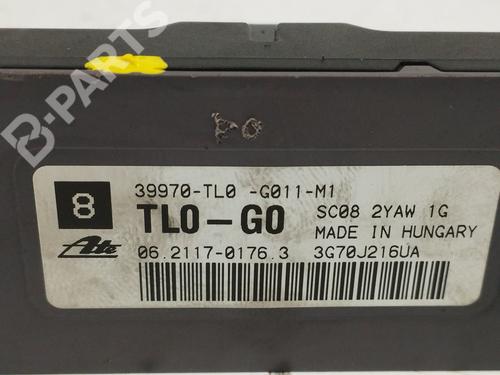 B-PARTS
8
39970-TL0 -G011-M1
TL0-G0
SC08 2YAW 1G
MADE IN HUNGARY
Ate
06.2117-0176.3
3G70J216UA